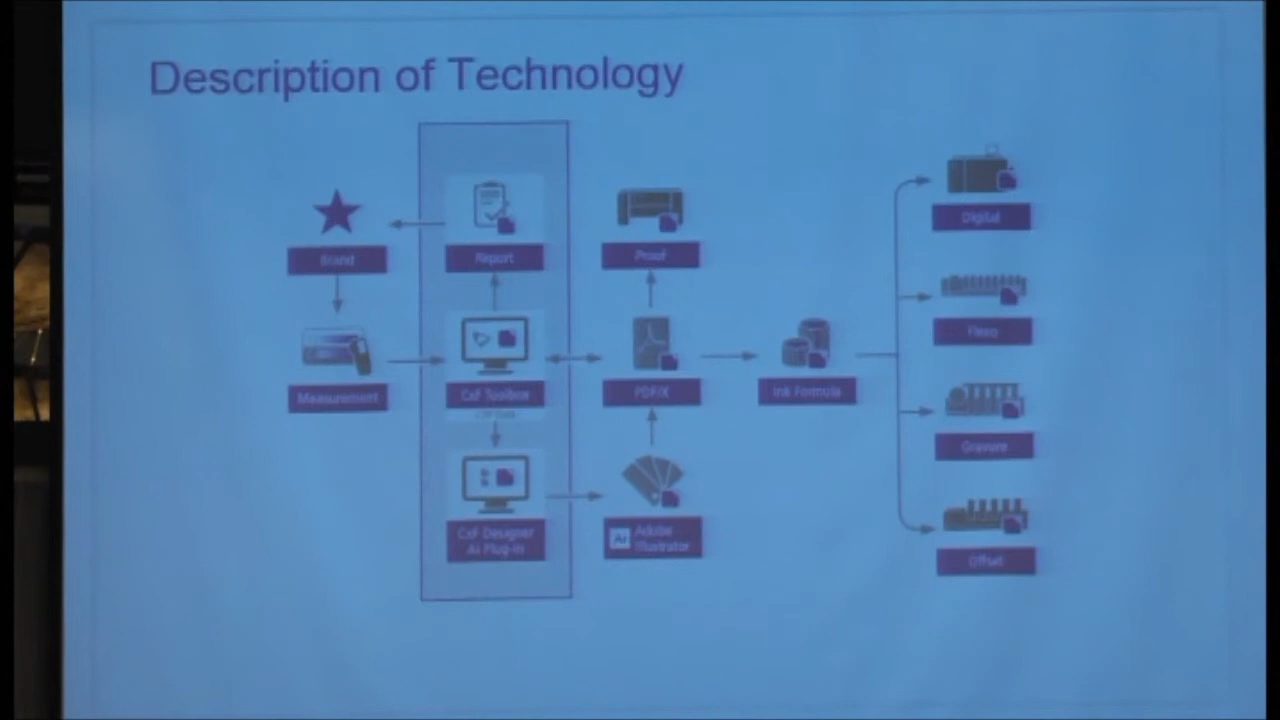 Description of Technology
Brand
Report
Proof
Digital
Measurement
CxF Toolbox
PDF/X
Ink Formula
Flexo
Gravure
CxF Designer
Ai Plug-in
Ai
Adobe
Illustrator
Offset